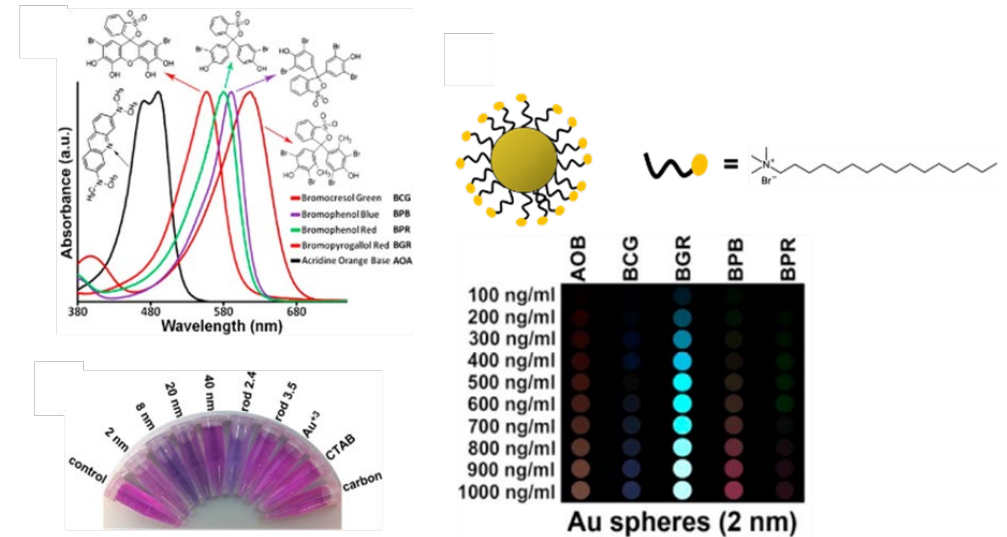 Absorbance (a.u.)
Bromocresol Green BCG
Bromophenol Blue BPB
Bromophenol Red BPR
Bromopyrogallol Red BGR
Acridine Orange Base AOA
380 480 580 680
Wavelength (nm)
=
N+
Br−
AOB BCG BGR BPB BPR
100 ng/ml
200 ng/ml
300 ng/ml
400 ng/ml
500 ng/ml
600 ng/ml
700 ng/ml
800 ng/ml
900 ng/ml
1000 ng/ml
Au spheres (2 nm)
control
2 nm
8 nm
20 nm
40 nm
rod 2.4
rod 3.5
Au+3
CTAB
carbon